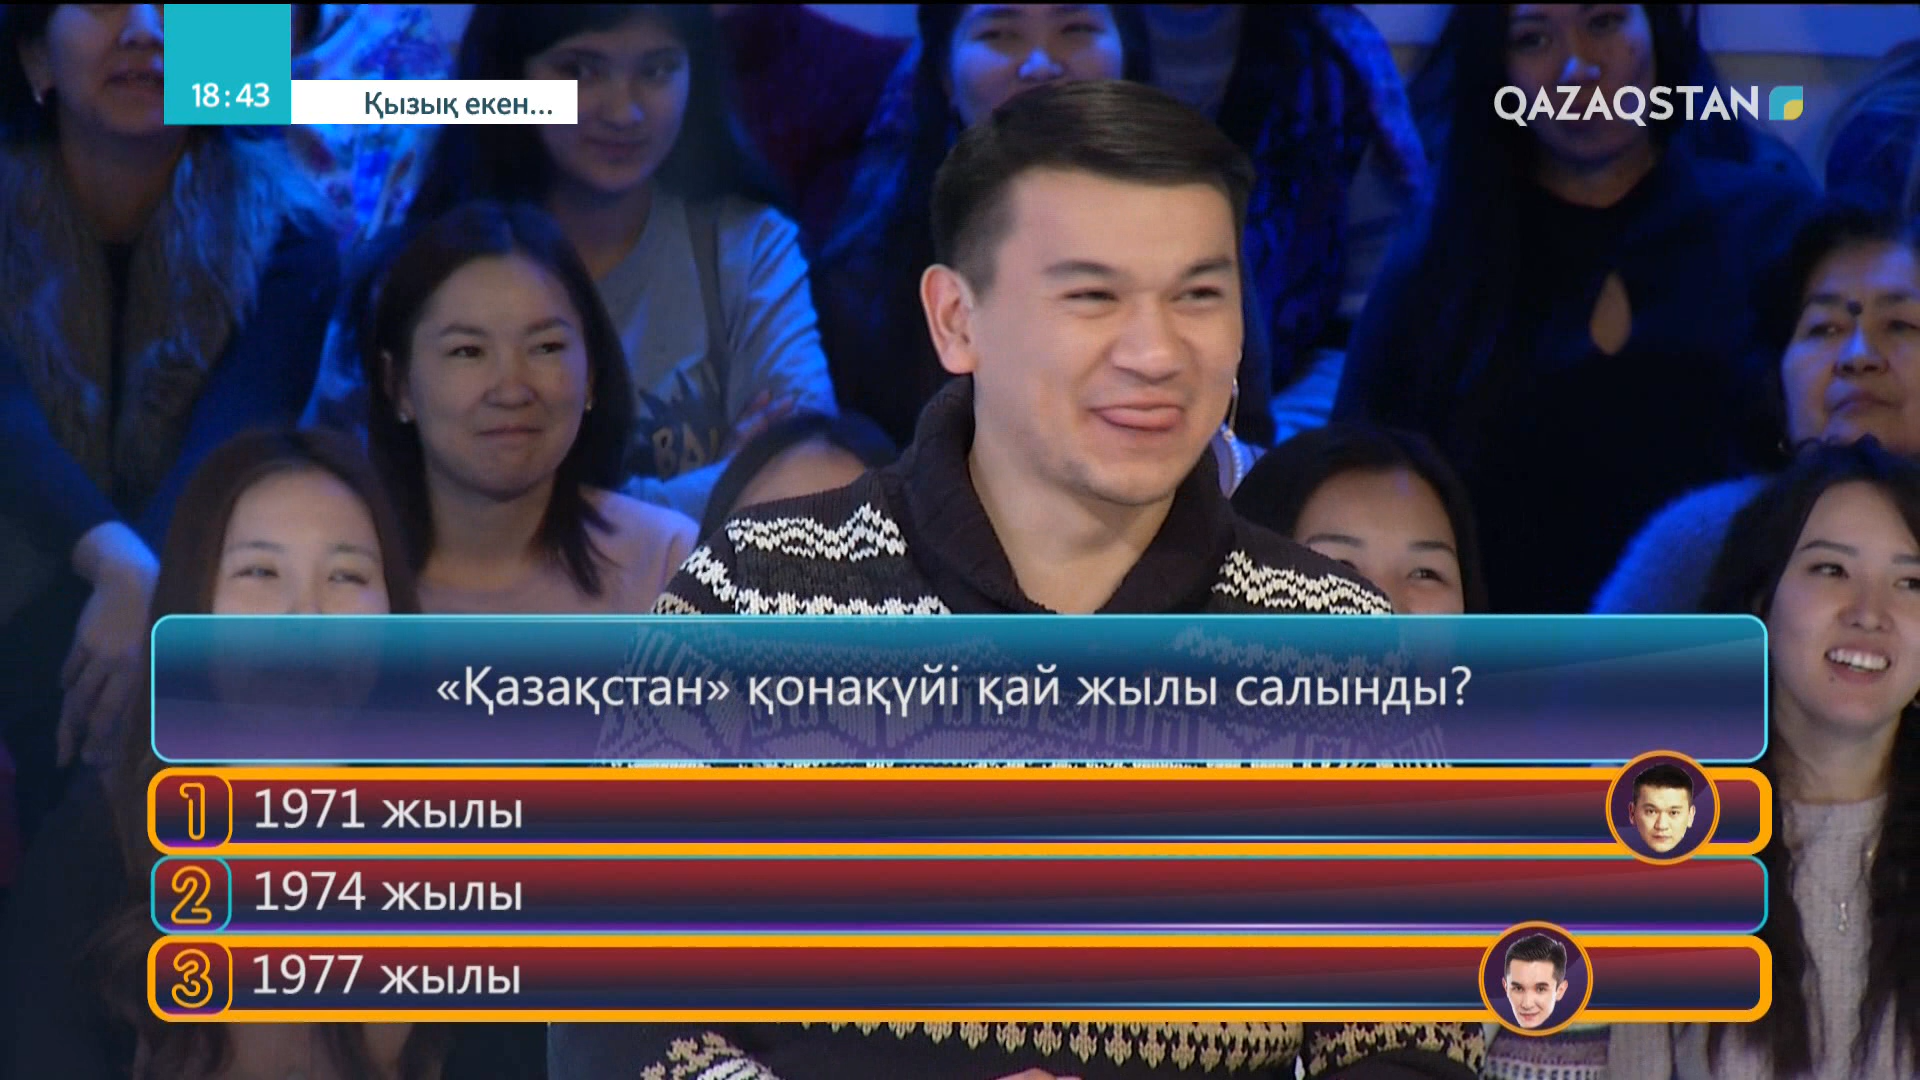 18:43
Қызық екен...
QAZAQSTAN
BAL
«Қазақстан» қонақүйі қай жылы салынды?
1 1971 жылы
2 1974 жылы
3 1977 жылы